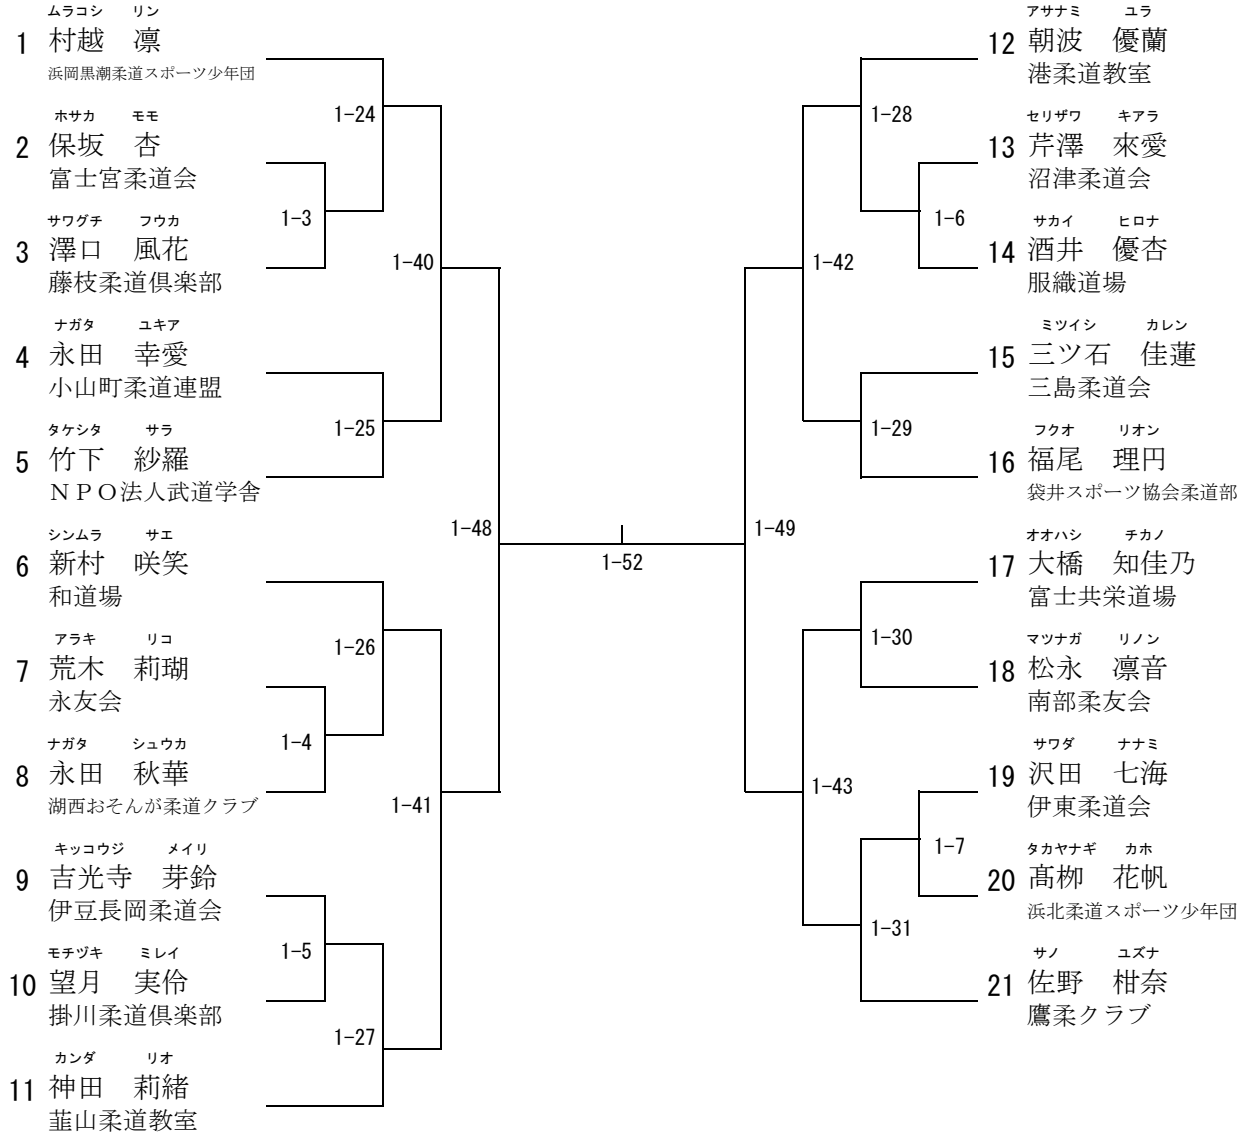 ムラコシ リン
1 村越 凛
浜岡黒潮柔道スポーツ少年団
ホサカ モモ
2 保坂 杏
富士宮柔道会
サワグチ フウカ
3 澤口 風花
藤枝柔道倶楽部
ナガタ ユキア
4 永田 幸愛
小山町柔道連盟
タケシタ サラ
5 竹下 紗羅
ＮＰＯ法人武道学舎
シンムラ サエ
6 新村 咲笑
和道場
アラキ リコ
7 荒木 莉瑚
永友会
ナガタ シュウカ
8 永田 秋華
湖西おそんが柔道クラブ
キッコウジ メイリ
9 吉光寺 芽鈴
伊豆長岡柔道会
モチヅキ ミレイ
10 望月 実伶
掛川柔道倶楽部
カンダ リオ
11 神田 莉緒
韮山柔道教室
1-24
1-3
1-40
1-25
1-48
1-26
1-4
1-41
1-5
1-27
1-52
1-28
1-6
1-42
1-29
1-49
1-30
1-43
1-7
1-31
アサナミ ユラ
12 朝波 優蘭
港柔道教室
セリザワ キアラ
13 芹澤 來愛
沼津柔道会
サカイ ヒロナ
14 酒井 優杏
服織道場
ミツイシ カレン
15 三ツ石 佳蓮
三島柔道会
フクオ リオン
16 福尾 理円
袋井スポーツ協会柔道部
オオハシ チカノ
17 大橋 知佳乃
富士共栄道場
マツナガ リノン
18 松永 凛音
南部柔友会
サワダ ナナミ
19 沢田 七海
伊東柔道会
タカヤナギ カホ
20 髙栁 花帆
浜北柔道スポーツ少年団
サノ ユズナ
21 佐野 柑奈
鷹柔クラブ